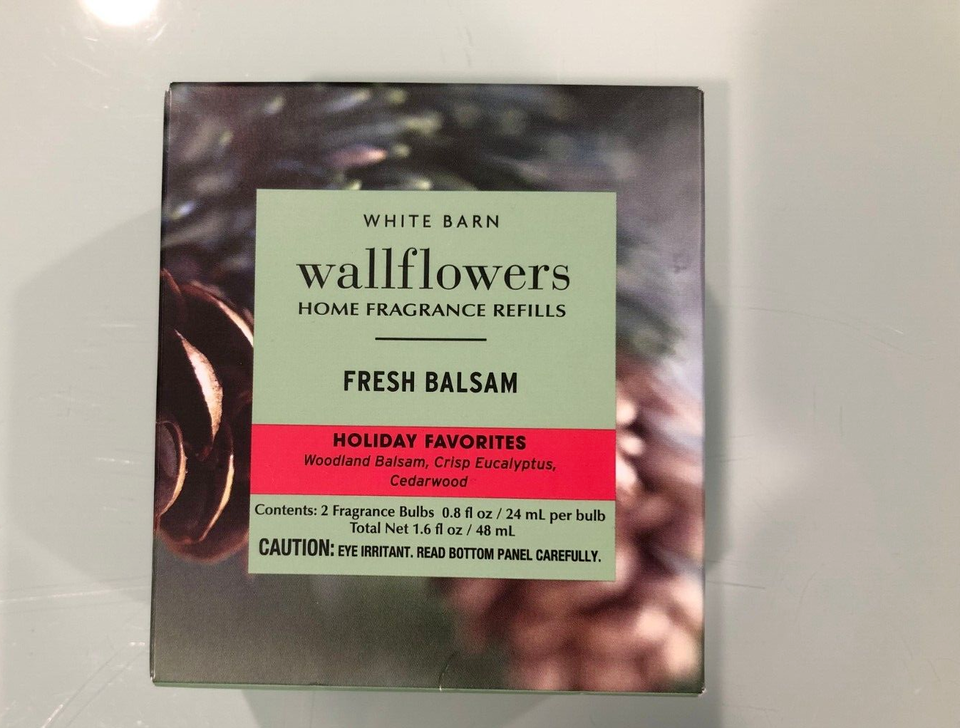 WHITE BARN
wallflowers
HOME FRAGRANCE REFILLS
FRESH BALSAM
HOLIDAY FAVORITES
Woodland Balsam, Crisp Eucalyptus,
Cedarwood
Contents: 2 Fragrance Bulbs 0.8 fl oz / 24 mL per bulb
Total Net 1.6 fl oz / 48 mL
CAUTION: EYE IRRITANT. READ BOTTOM PANEL CAREFULLY.